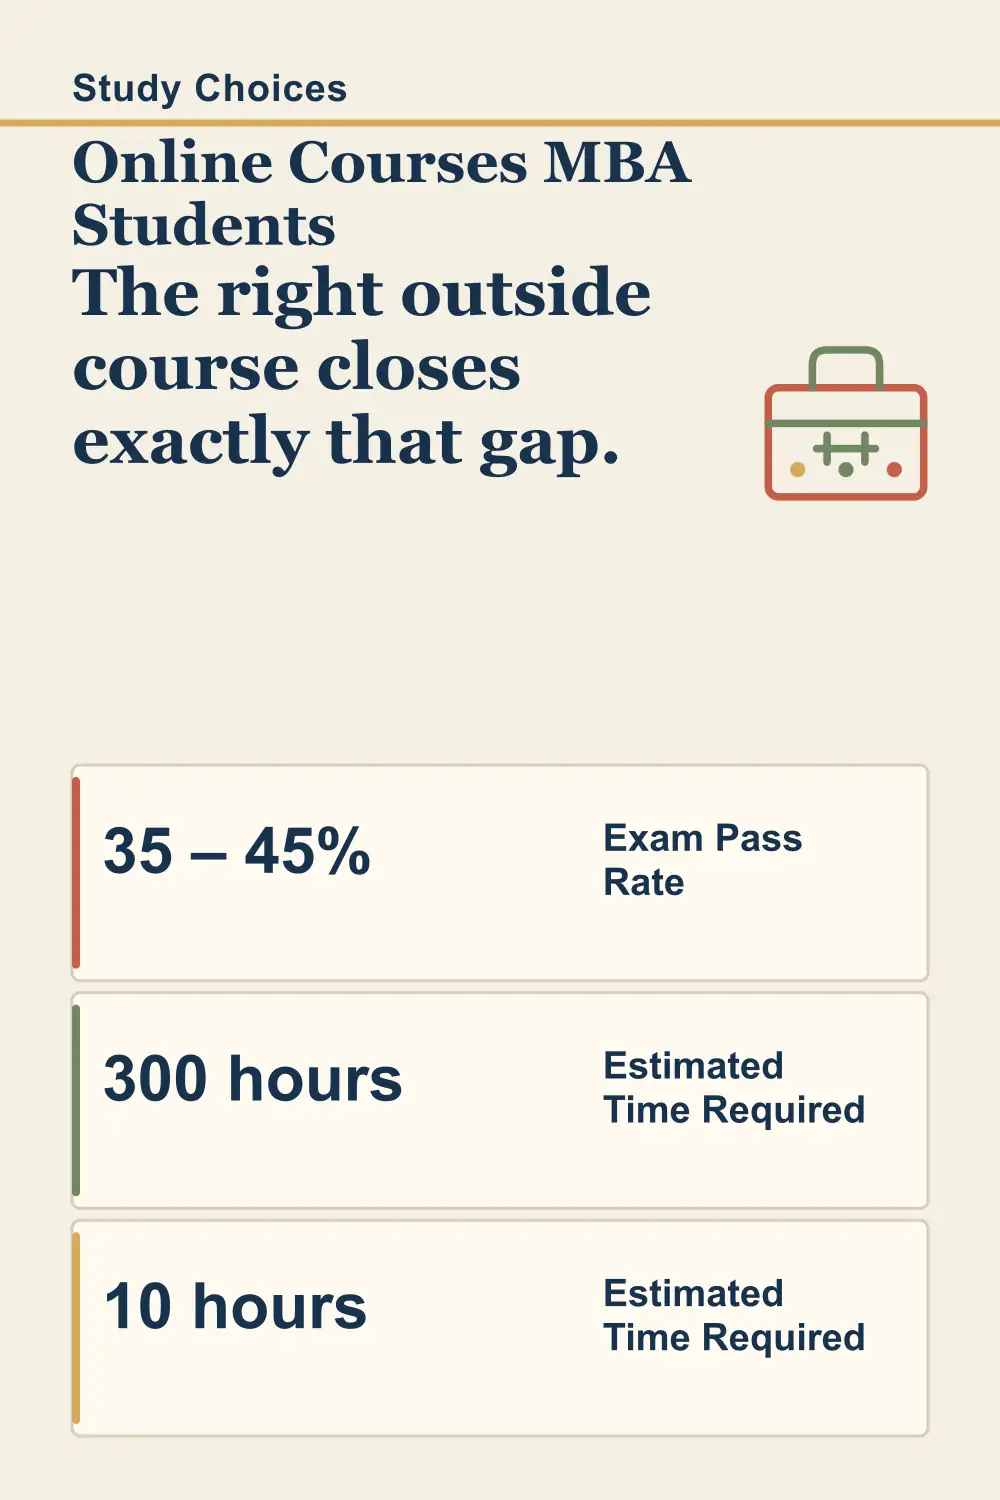 Study Choices
Online Courses MBA
Students
The right outside
course closes
exactly that gap.
35 – 45%
Exam Pass
Rate
300 hours
Estimated
Time Required
10 hours
Estimated
Time Required